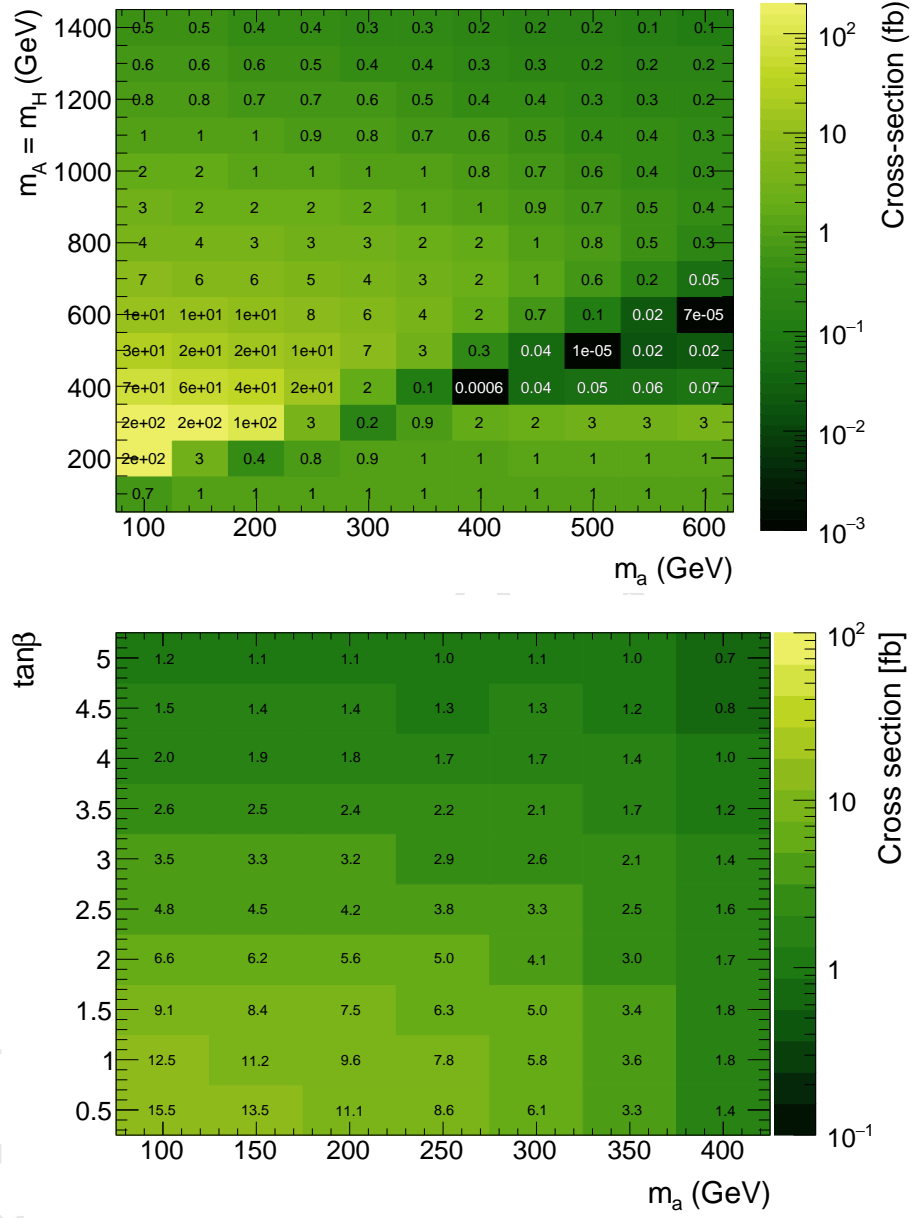 1400 0.5 0.5 0.4 0.4 0.3 0.3 0.2 0.2 0.2 0.1 0.1
0.6 0.6 0.6 0.5 0.4 0.4 0.3 0.3 0.2 0.2 0.2
1200 0.8 0.8 0.7 0.7 0.6 0.5 0.4 0.4 0.3 0.3 0.2
1 1 1 0.9 0.8 0.7 0.6 0.5 0.4 0.4 0.3
1000 2 2 1 1 1 1 0.8 0.7 0.6 0.4 0.3
3 2 2 2 2 1 1 0.9 0.7 0.5 0.4
800 4 4 3 3 3 2 2 1 0.8 0.5 0.3
7 6 6 5 4 3 2 1 0.6 0.2 0.05
600 1e+01 1e+01 1e+01 8 6 4 2 0.7 0.1 0.02 7e-05
3e+01 2e+01 2e+01 1e+01 7 3 0.3 0.04 1e-05 0.02 0.02
400 7e+01 6e+01 4e+01 2e+01 2 0.1 0.0006 0.04 0.05 0.06 0.07
2e+02 2e+02 1e+02 3 0.2 0.9 2 2 3 3 3
200 2e+02 3 0.4 0.8 0.9 1 1 1 1 1 1
0.7 1 1 1 1 1 1 1 1 1 1
100 200 300 400 500 600
m_a (GeV)
m_A = m_H (GeV)
10²
10
1
10⁻¹
10⁻²
10⁻³
Cross-section (fb)
tanβ
5 1.2 1.1 1.1 1.0 1.1 1.0 0.7
4.5 1.5 1.4 1.4 1.3 1.3 1.2 0.8
4 2.0 1.9 1.8 1.7 1.7 1.4 1.0
3.5 2.6 2.5 2.4 2.2 2.1 1.7 1.2
3 3.5 3.3 3.2 2.9 2.6 2.1 1.4
2.5 4.8 4.5 4.2 3.8 3.3 2.5 1.6
2 6.6 6.2 5.6 5.0 4.1 3.0 1.7
1.5 9.1 8.4 7.5 6.3 5.0 3.4 1.8
1 12.5 11.2 9.6 7.8 5.8 3.6 1.8
0.5 15.5 13.5 11.1 8.6 6.1 3.3 1.4
100 150 200 250 300 350 400
m_a (GeV)
10²
10
1
10⁻¹
Cross section [fb]